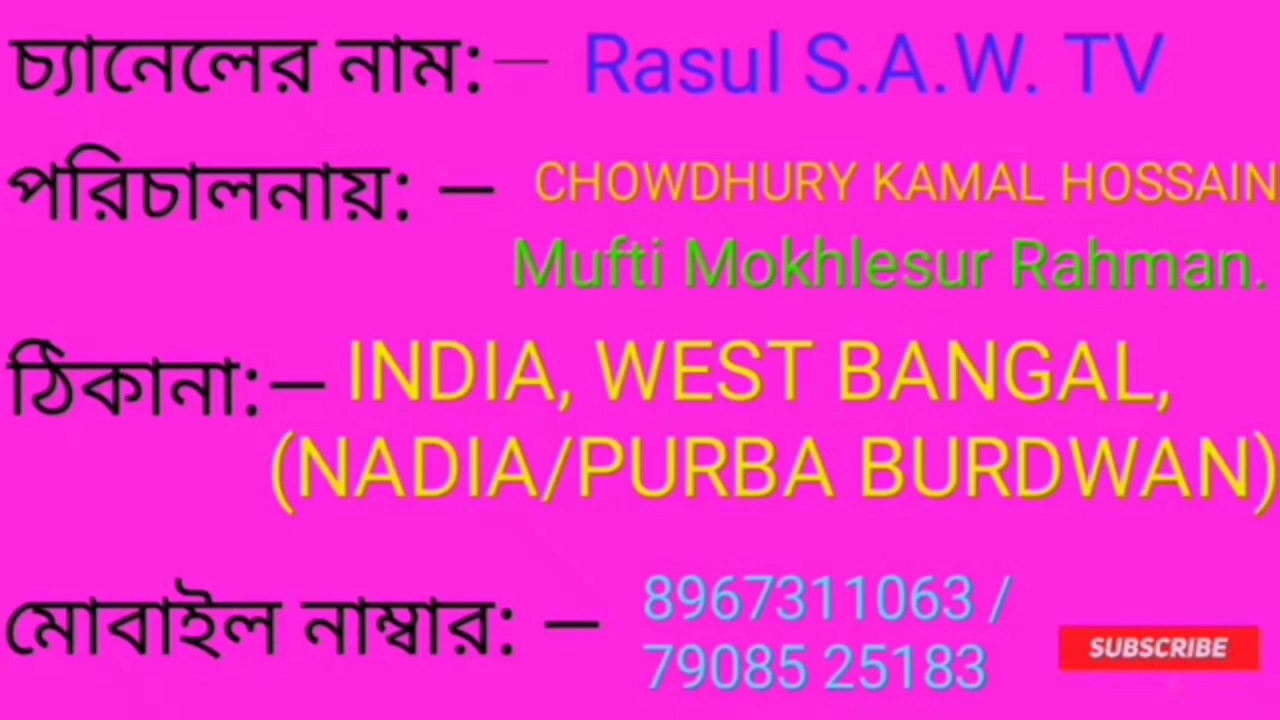 চ্যানেলের নাম:— Rasul S.A.W. TV
পরিচালনায়: — CHOWDHURY KAMAL HOSSAIN
Mufti Mokhlesur Rahman.
ঠিকানা:— INDIA, WEST BANGAL,
(NADIA/PURBA BURDWAN)
মোবাইল নাম্বার: — 8967311063 /
79085 25183
SUBSCRIBE